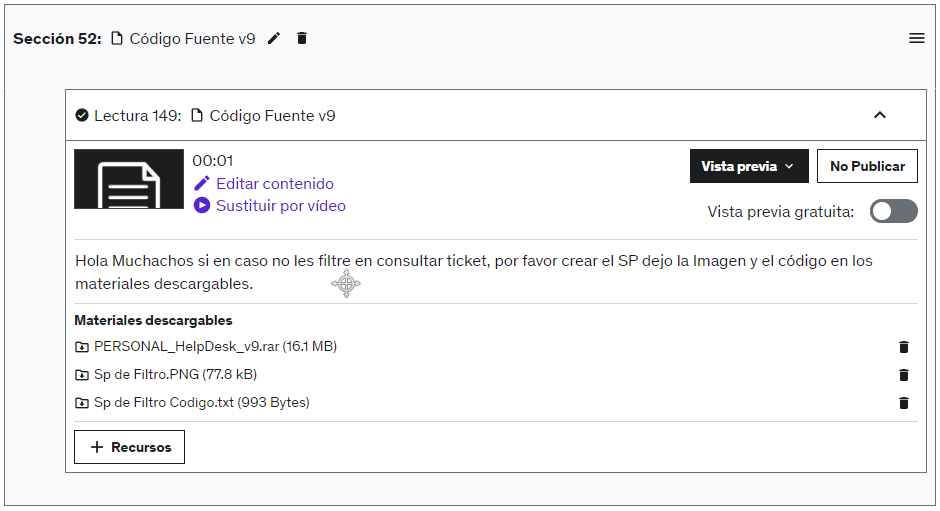 Sección 52: Código Fuente v9
Lectura 149: Código Fuente v9
00:01
Editar contenido
Sustituir por vídeo
Vista previa
No Publicar
Vista previa gratuita:
Hola Muchachos si en caso no les filtre en consultar ticket, por favor crear el SP dejo la Imagen y el código en los
materiales descargables.
Materiales descargables
PERSONAL_HelpDesk_v9.rar (16.1 MB)
Sp de Filtro.PNG (77.8 kB)
Sp de Filtro Codigo.txt (993 Bytes)
+ Recursos